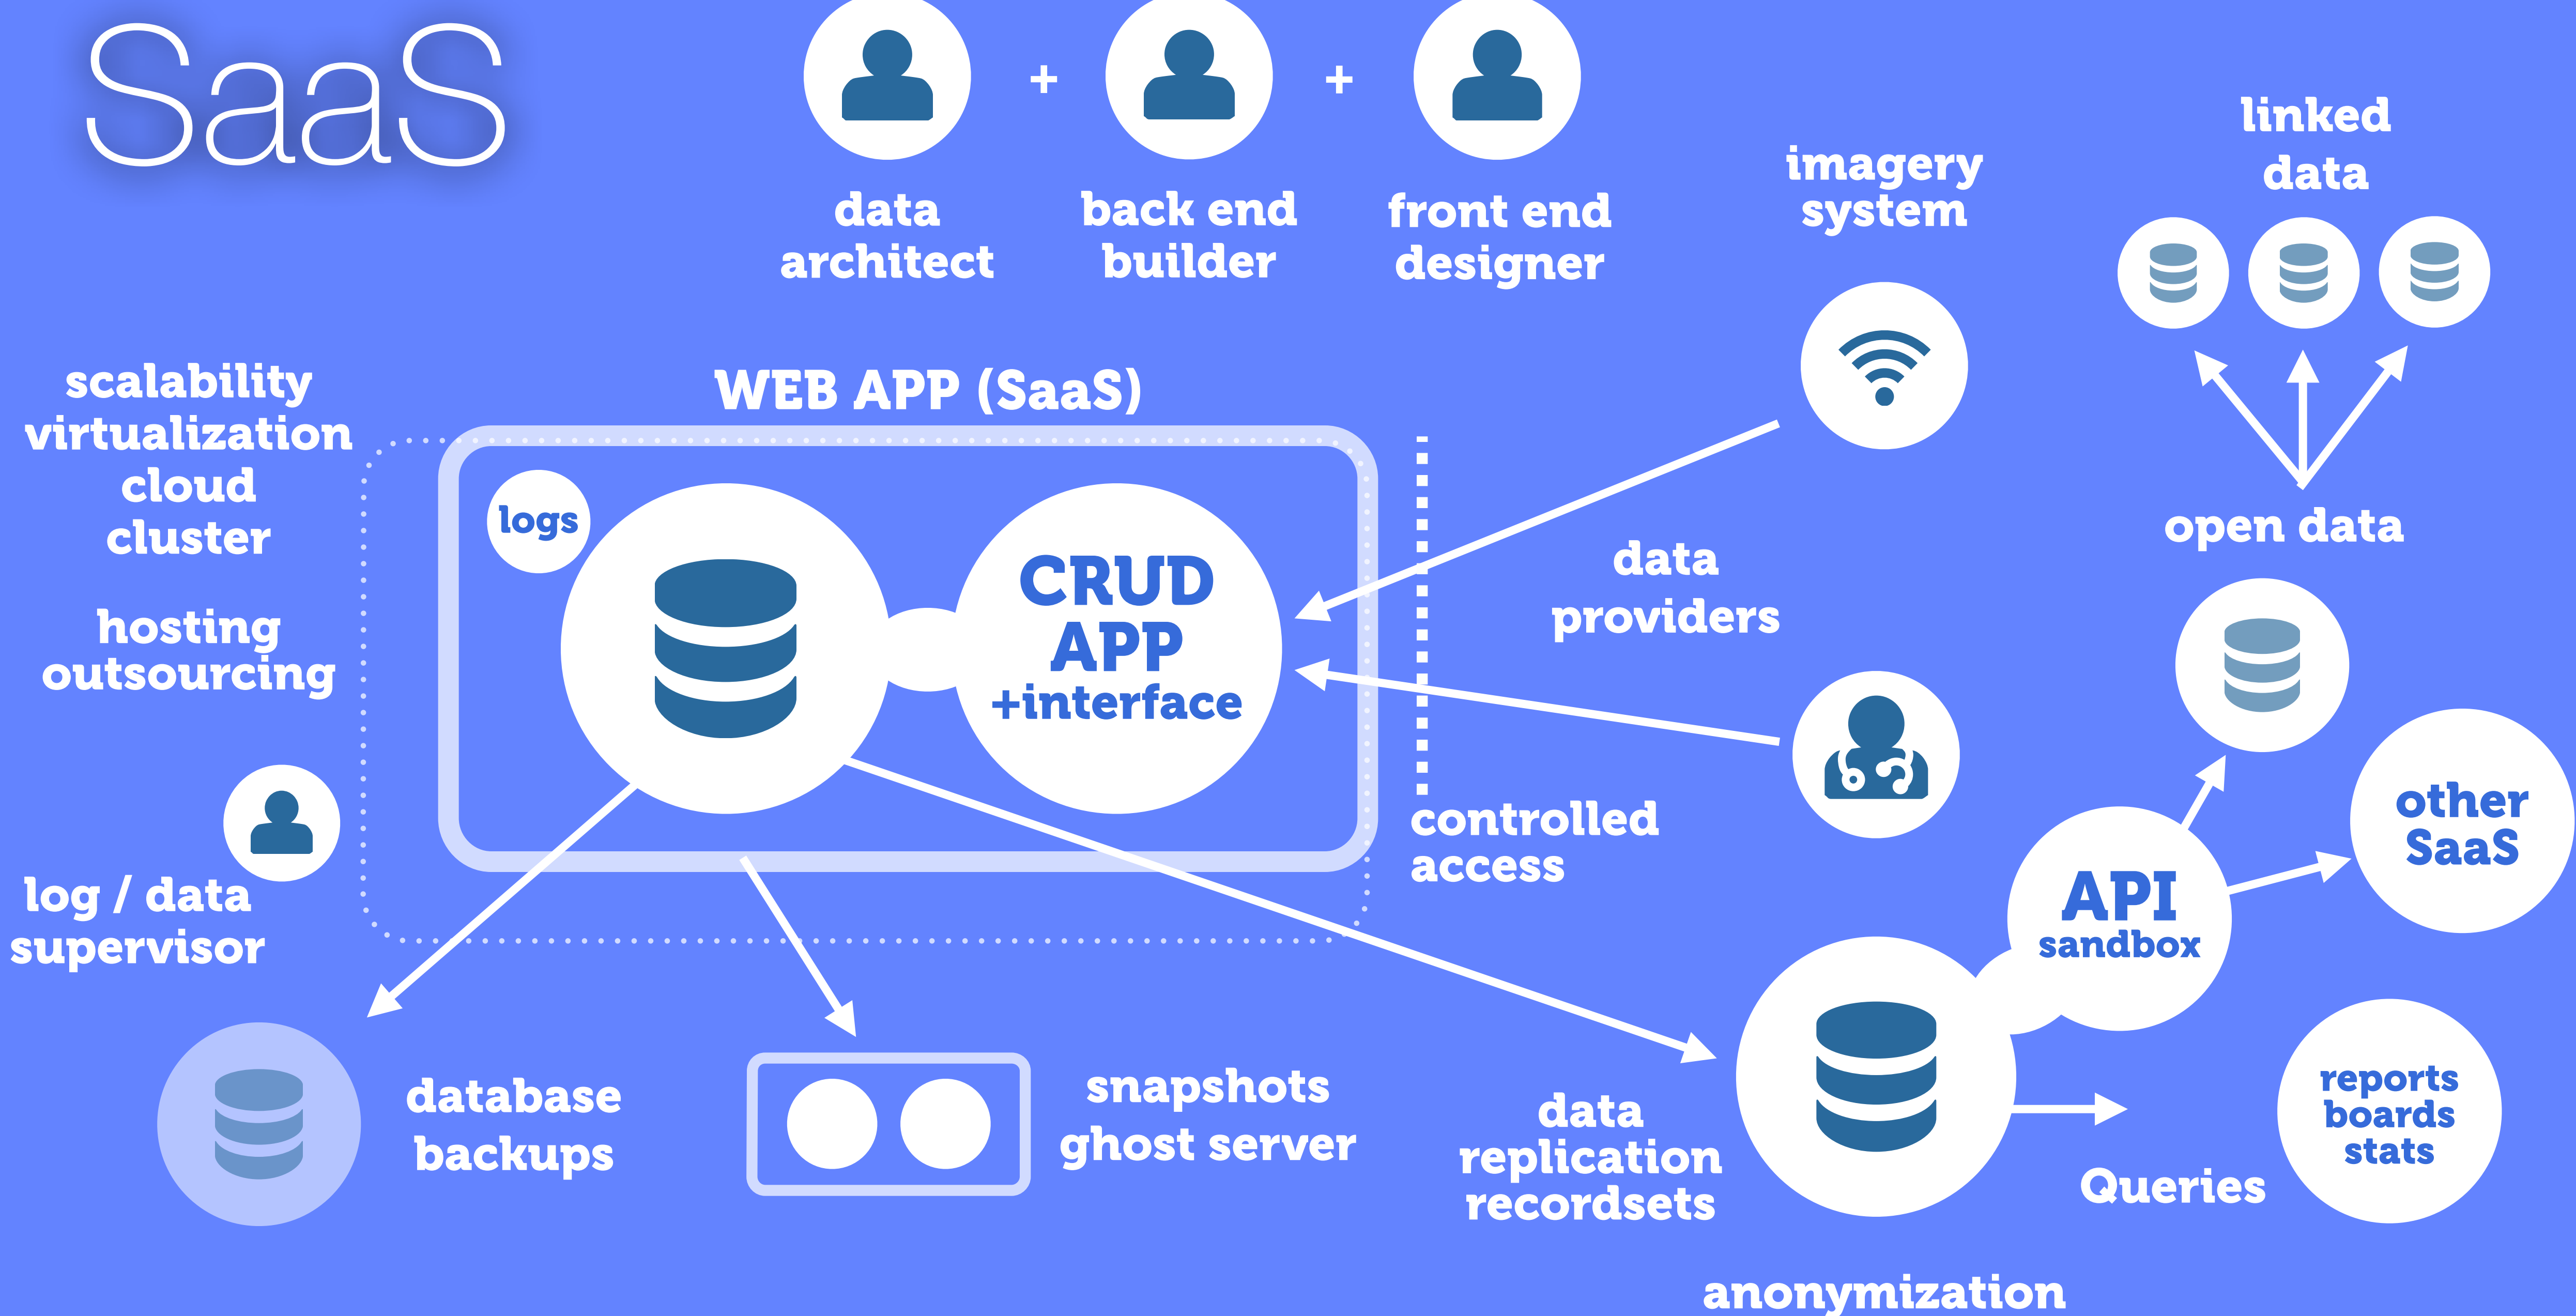 SaaS
data
architect
+
back end
builder
+
front end
designer
imagery
system
linked
data
scalability
virtualization
cloud
cluster
hosting
outsourcing
WEB APP (SaaS)
logs
CRUD
APP
+interface
data
providers
controlled
access
open data
other
SaaS
API
sandbox
log / data
supervisor
database
backups
snapshots
ghost server
data
replication
recordsets
Queries
reports
boards
stats
anonymization